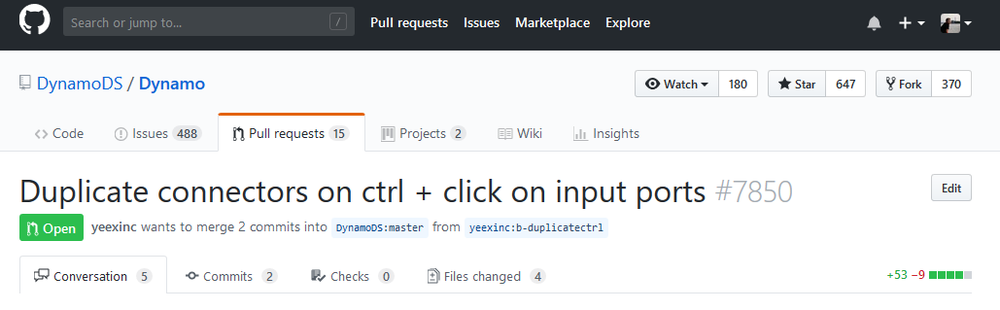 Search or jump to... / Pull requests Issues Marketplace Explore
DynamoDS / Dynamo Watch 180 Star 647 Fork 370
Code Issues 488 Pull requests 15 Projects 2 Wiki Insights
Duplicate connectors on ctrl + click on input ports #7850 Edit
Open yeexinc wants to merge 2 commits into DynamoDS:master from yeexinc:b-duplicatectrl
Conversation 5 Commits 2 Checks 0 Files changed 4 +53 −9